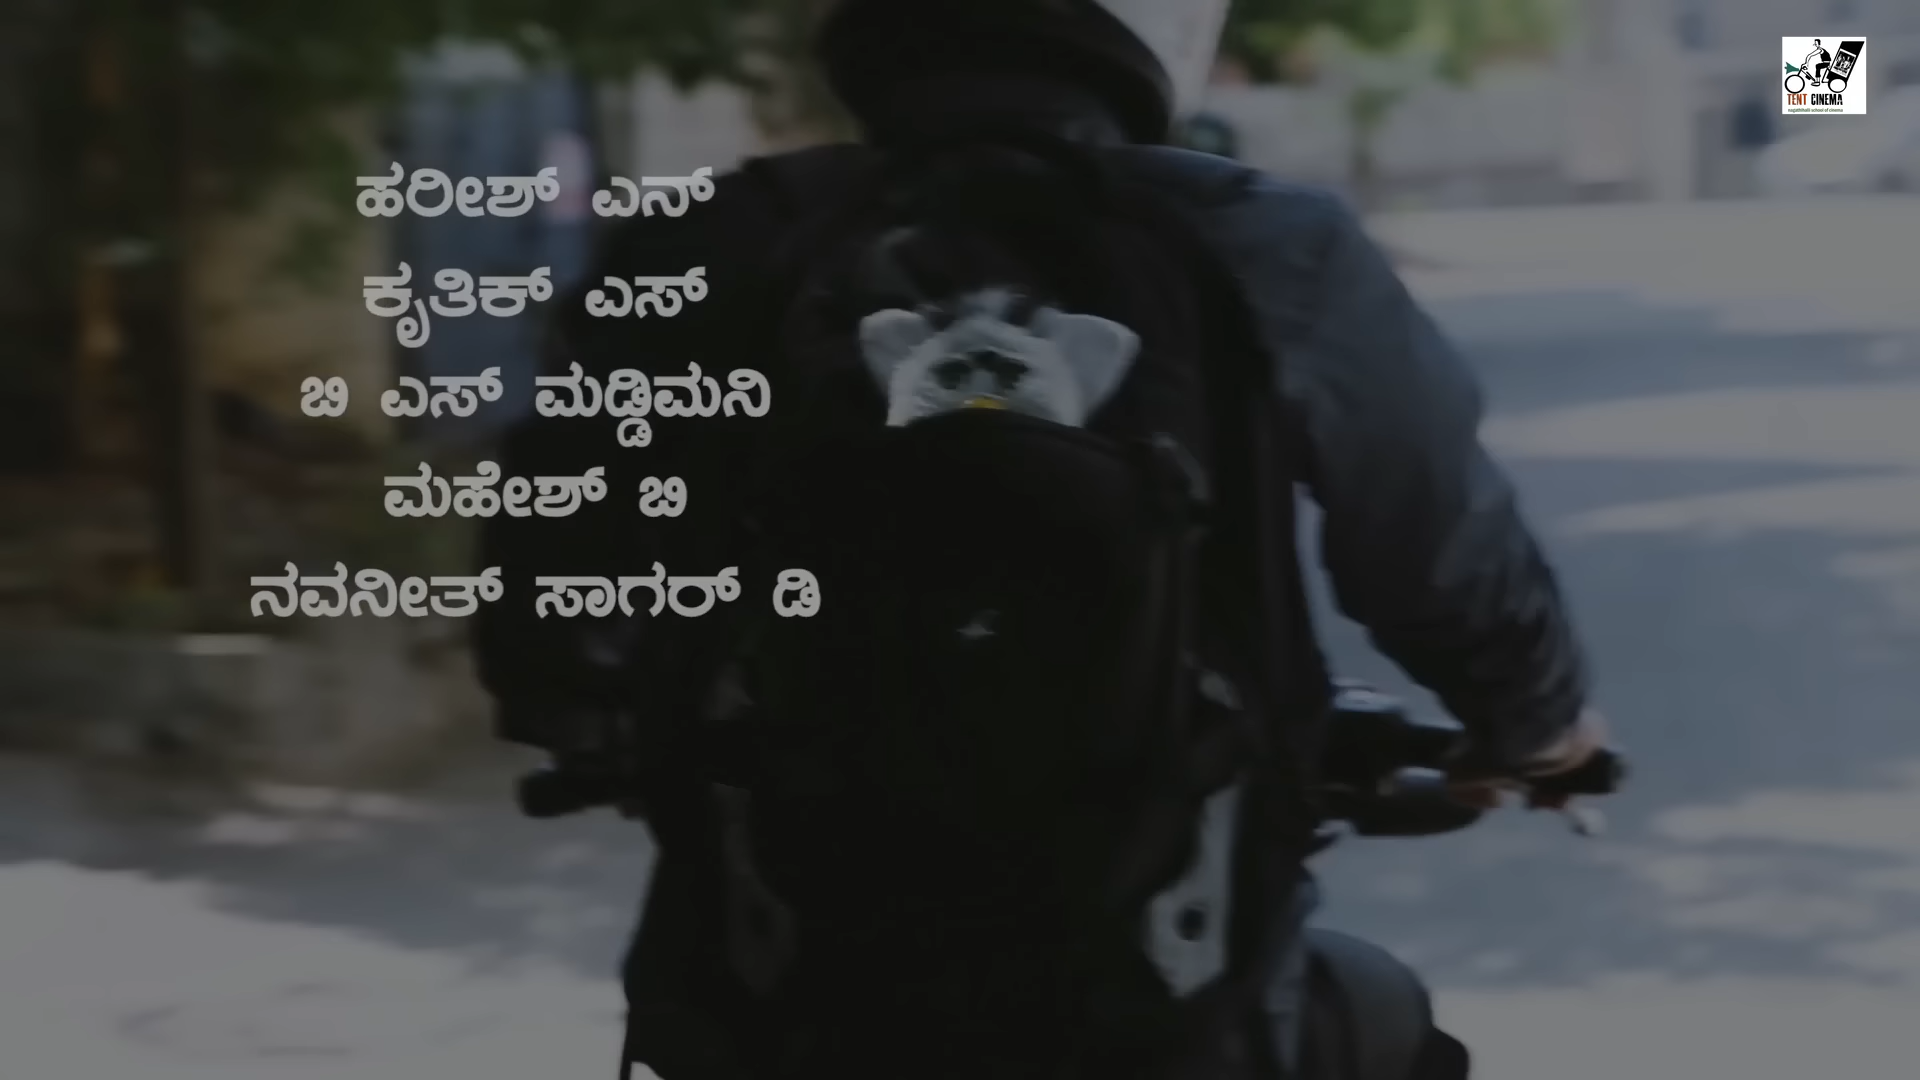 ಹರೀಶ್ ಎನ್
ಕೃತಿಕ್ ಎಸ್
ಬಿ ಎಸ್ ಮಡ್ಡಿಮನಿ
ಮಹೇಶ್ ಬಿ
ನವನೀತ್ ಸಾಗರ್ ಡಿ
TENT CINEMA